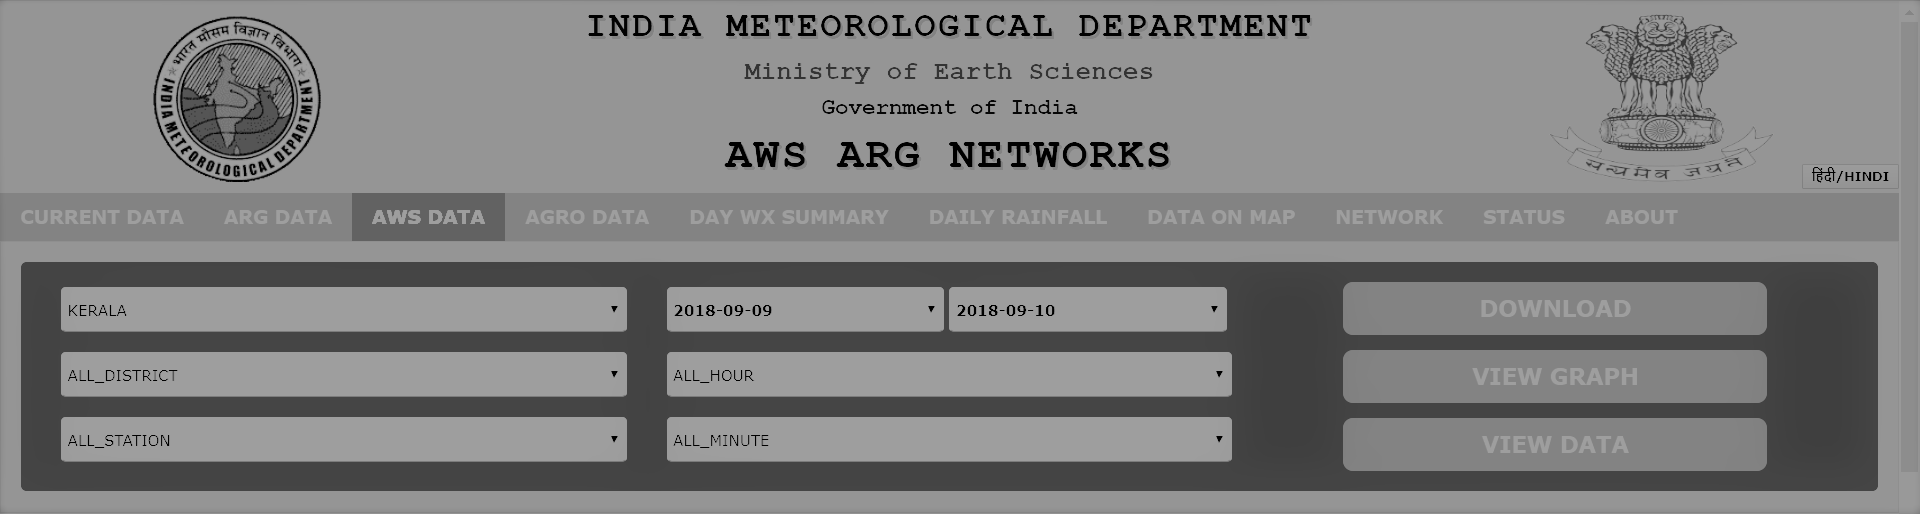 भारत मौसम विज्ञान विभाग
INDIA METEOROLOGICAL DEPARTMENT
INDIA METEOROLOGICAL DEPARTMENT
Ministry of Earth Sciences
Government of India
AWS ARG NETWORKS
सत्यमेव जयते
हिंदी/HINDI
CURRENT DATA ARG DATA AWS DATA AGRO DATA DAY WX SUMMARY DAILY RAINFALL DATA ON MAP NETWORK STATUS ABOUT
KERALA 2018-09-09 2018-09-10 DOWNLOAD
ALL_DISTRICT ALL_HOUR VIEW GRAPH
ALL_STATION ALL_MINUTE VIEW DATA